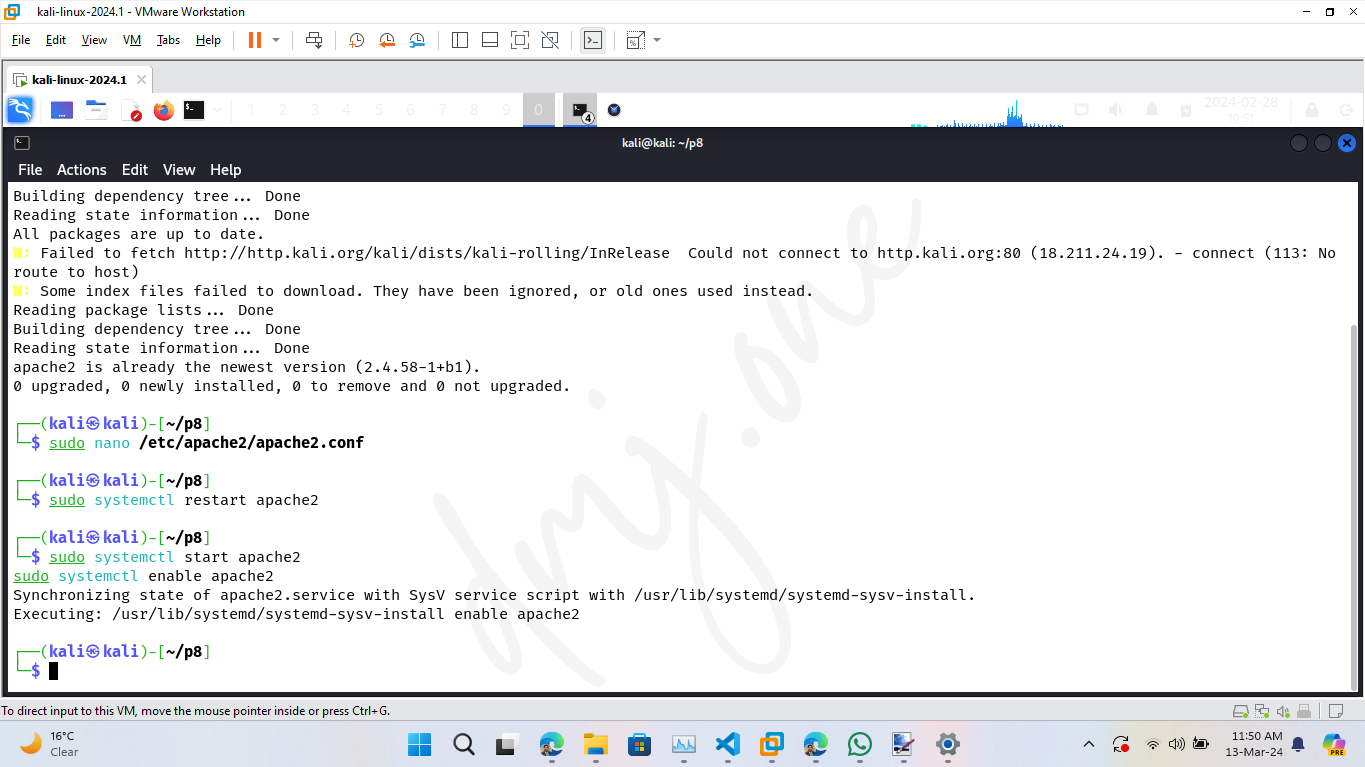 kali-linux-2024.1 - VMware Workstation
File Edit View VM Tabs Help
kali-linux-2024.1
1 2 3 4 5 6 7 8 9 0 4 2024-02-28
10:51
kali@kali: ~/p8
File Actions Edit View Help
Building dependency tree... Done
Reading state information... Done
All packages are up to date.
W: Failed to fetch http://http.kali.org/kali/dists/kali-rolling/InRelease  Could not connect to http.kali.org:80 (18.211.24.19). - connect (113: No
route to host)
W: Some index files failed to download. They have been ignored, or old ones used instead.
Reading package lists... Done
Building dependency tree... Done
Reading state information... Done
apache2 is already the newest version (2.4.58-1+b1).
0 upgraded, 0 newly installed, 0 to remove and 0 not upgraded.
┌──(kali㉿kali)-[~/p8]
└─$ sudo nano /etc/apache2/apache2.conf
┌──(kali㉿kali)-[~/p8]
└─$ sudo systemctl restart apache2
┌──(kali㉿kali)-[~/p8]
└─$ sudo systemctl start apache2
sudo systemctl enable apache2
Synchronizing state of apache2.service with SysV service script with /usr/lib/systemd/systemd-sysv-install.
Executing: /usr/lib/systemd/systemd-sysv-install enable apache2
┌──(kali㉿kali)-[~/p8]
└─$
drj.one
To direct input to this VM, move the mouse pointer inside or press Ctrl+G.
16°C
Clear
11:50 AM
13-Mar-24
PRE